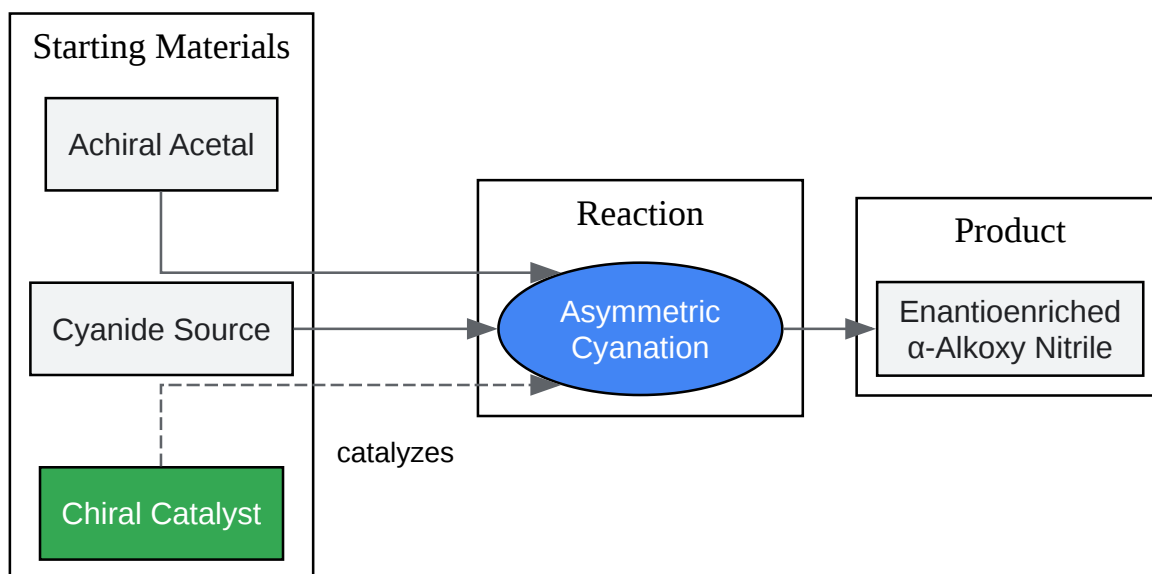 Starting Materials
Achiral Acetal
Cyanide Source
Chiral Catalyst
catalyzes
Reaction
Asymmetric
Cyanation
Product
Enantioenriched
α-Alkoxy Nitrile